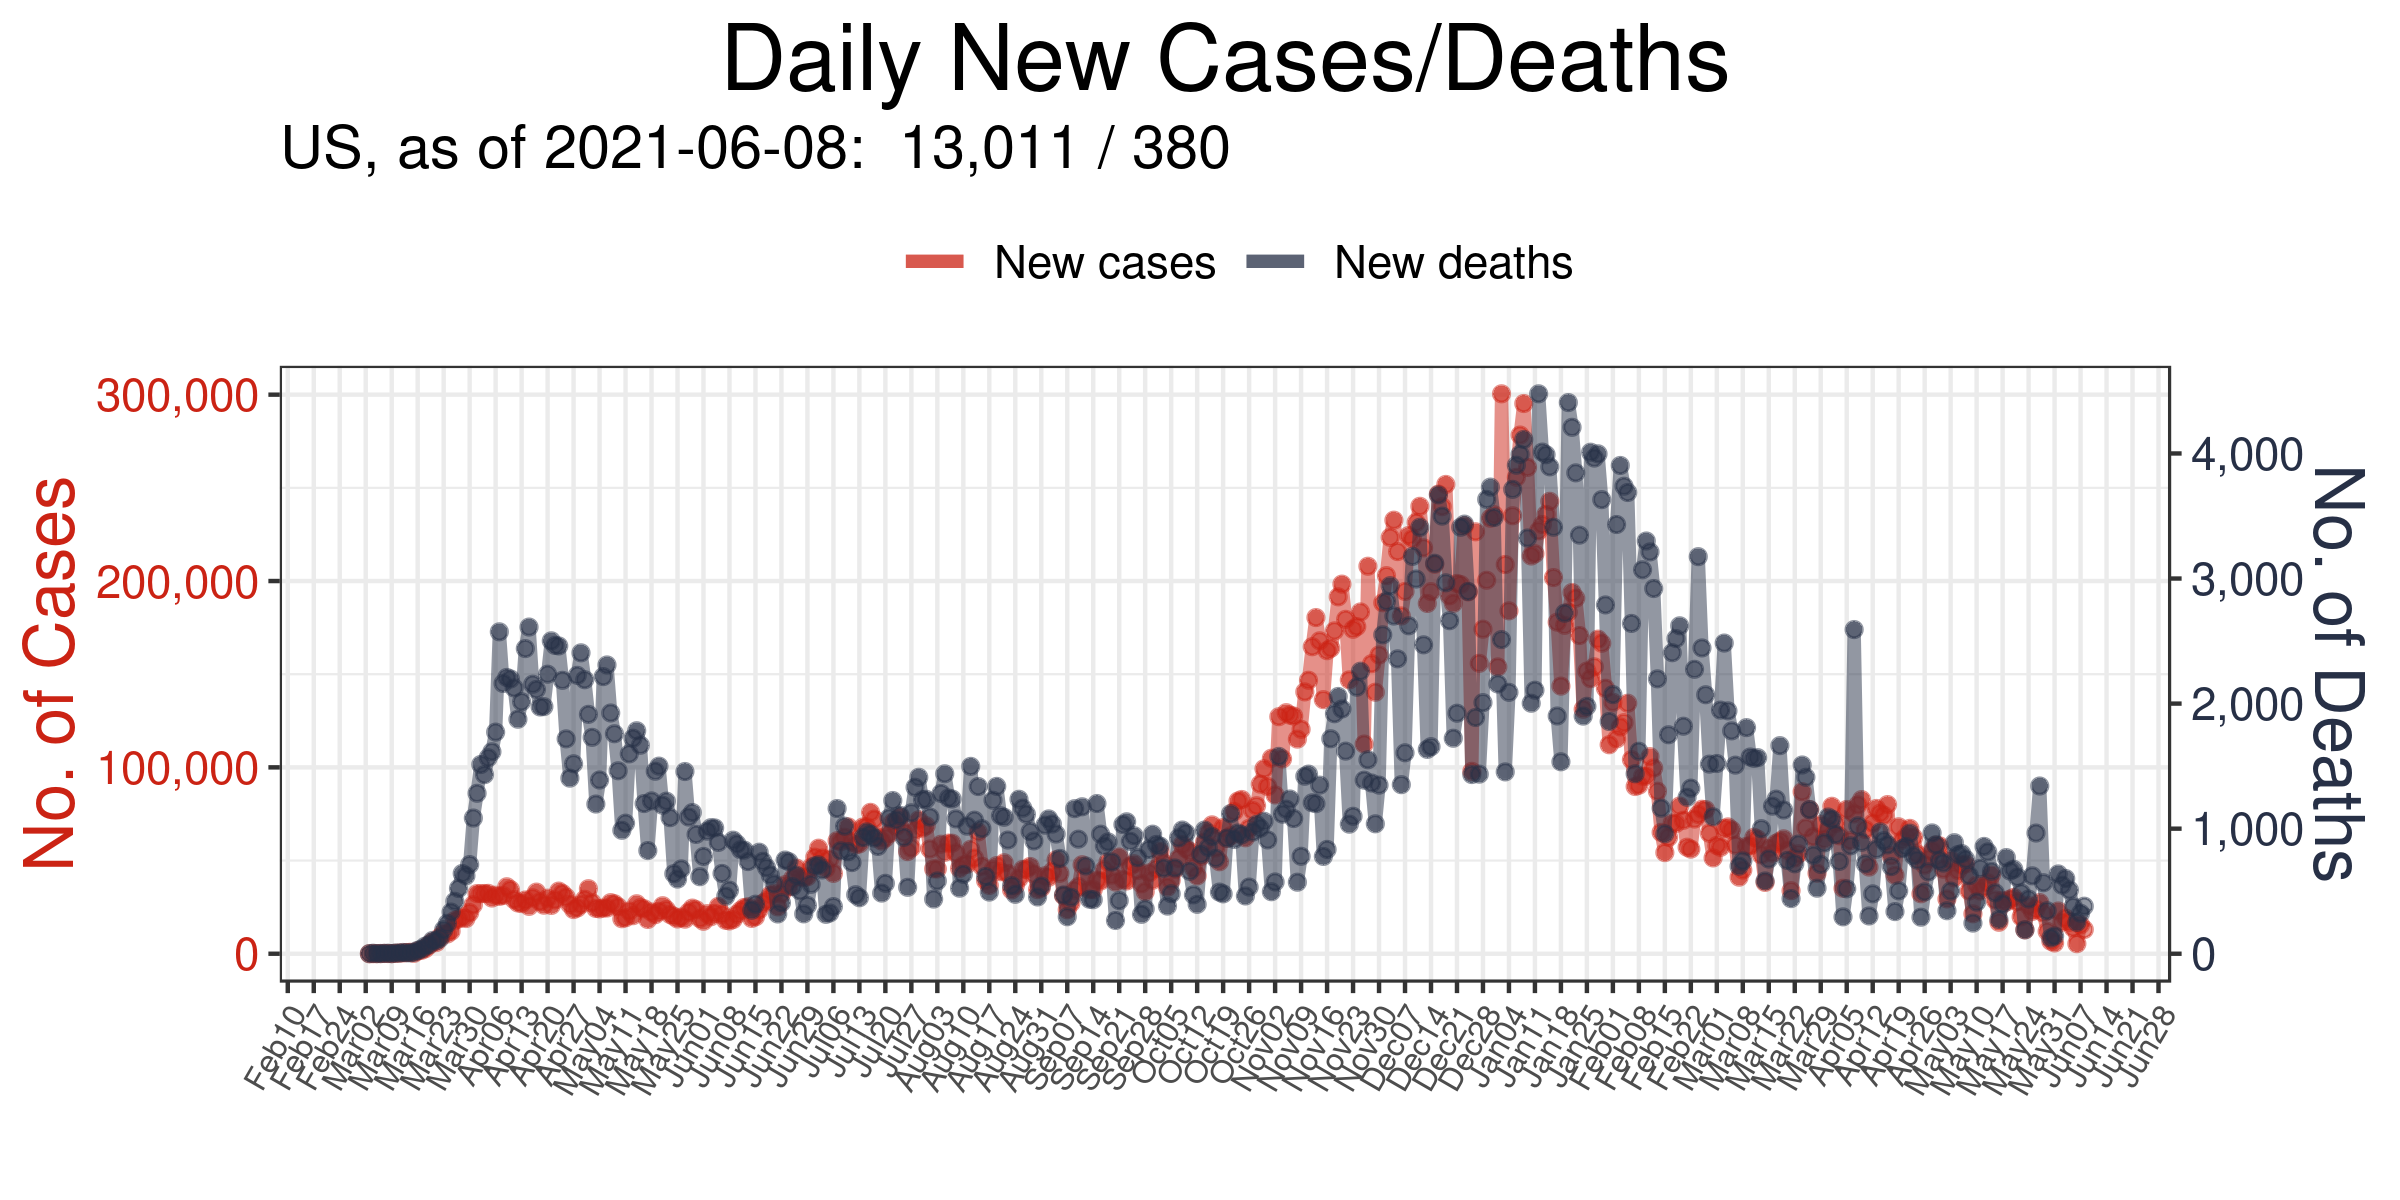 Daily New Cases/Deaths
US, as of 2021-06-08:  13,011 / 380
New cases
New deaths
No. of Cases
300,000
200,000
100,000
0
No. of Deaths
4,000
3,000
2,000
1,000
0
Feb10
Feb17
Feb24
Mar02
Mar09
Mar16
Mar23
Mar30
Apr06
Apr13
Apr20
Apr27
May04
May11
May18
May25
Jun01
Jun08
Jun15
Jun22
Jun29
Jul06
Jul13
Jul20
Jul27
Aug03
Aug10
Aug17
Aug24
Aug31
Sep07
Sep14
Sep21
Sep28
Oct05
Oct12
Oct19
Oct26
Nov02
Nov09
Nov16
Nov23
Nov30
Dec07
Dec14
Dec21
Dec28
Jan04
Jan11
Jan18
Jan25
Feb01
Feb08
Feb15
Feb22
Mar01
Mar08
Mar15
Mar22
Mar29
Apr05
Apr12
Apr19
Apr26
May03
May10
May17
May24
May31
Jun07
Jun14
Jun21
Jun28